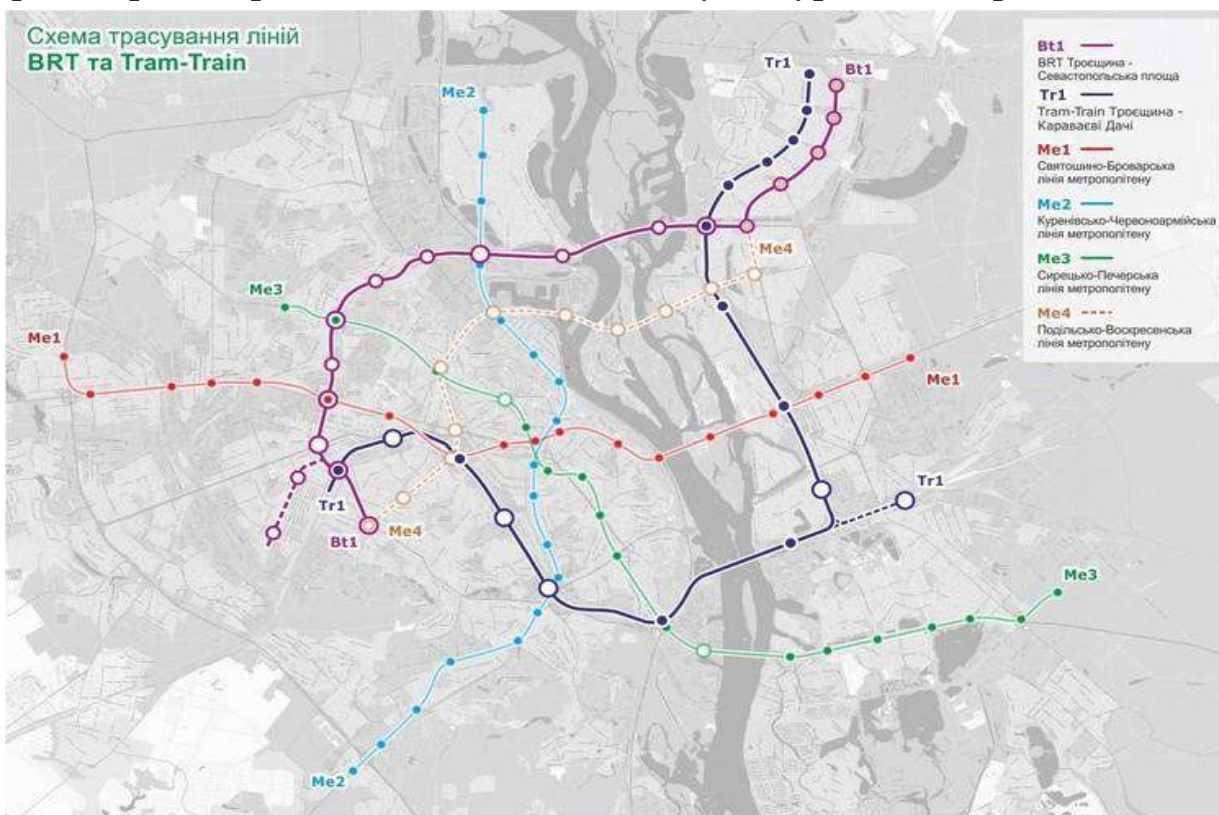 Схема трасування ліній
BRT та Tram-Train
Bt1
BRT Троєщина -
Севастопольська площа
Tr1
Tram-Train Троєщина -
Караваєві Дачі
Me1
Святошино-Броварська
лінія метрополітену
Me2
Куренівсько-Червоноармійська
лінія метрополітену
Me3
Сирецько-Печерська
лінія метрополітену
Me4
Подільсько-Воскресенська
лінія метрополітену
Tr1
Bt1
Me2
Me4
Me3
Me1
Me1
Tr1
Tr1
Bt1
Me4
Me3
Me2